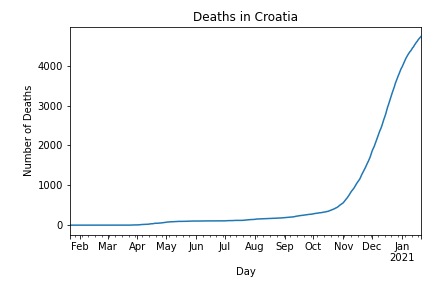 Deaths in Croatia
Number of Deaths
4000
3000
2000
1000
0
Feb Mar Apr May Jun Jul Aug Sep Oct Nov Dec Jan
2021
Day